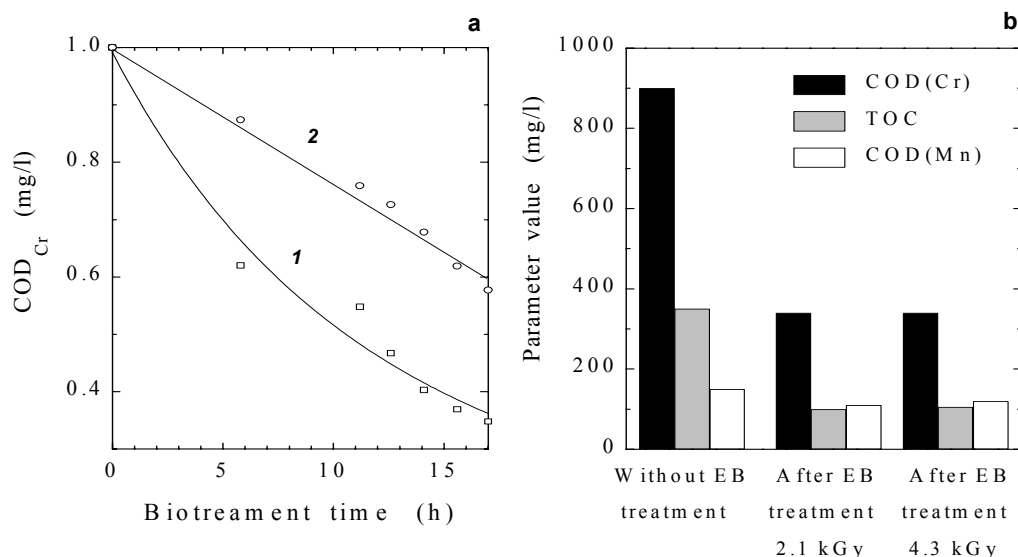 a
1.0
0.8
0.6
0.4
COD_Cr (mg/l)
2
1
0
5
10
15
Biotreament time (h)
b
1000
800
600
400
200
0
Parameter value (mg/l)
COD(Cr)
TOC
COD(Mn)
Without EB
treatment
After EB
treatment
2.1 kGy
After EB
treatment
4.3 kGy